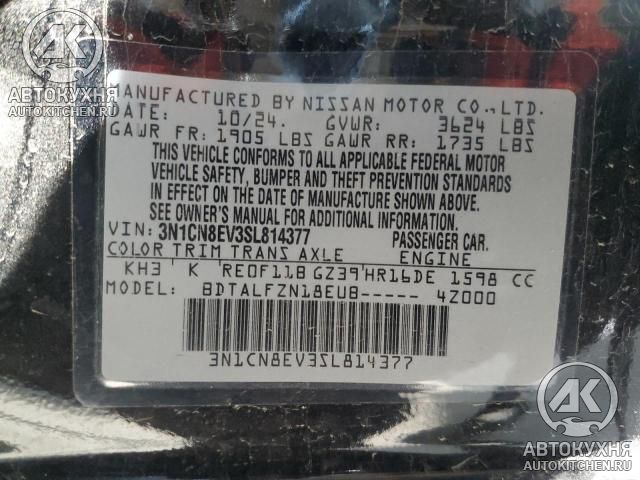 AK
АВТОКУХНЯ
AUTOKITCHEN.RU
MANUFACTURED BY NISSAN MOTOR CO.,LTD.
DATE: 10/24. GVWR: 3624 LBS
GAWR FR: 1905 LBS GAWR RR: 1735 LBS
THIS VEHICLE CONFORMS TO ALL APPLICABLE FEDERAL MOTOR
VEHICLE SAFETY, BUMPER AND THEFT PREVENTION STANDARDS
IN EFFECT ON THE DATE OF MANUFACTURE SHOWN ABOVE.
SEE OWNER'S MANUAL FOR ADDITIONAL INFORMATION.
VIN: 3N1CN8EV3SL814377 PASSENGER CAR.
COLOR TRIM TRANS AXLE ENGINE
KH3 K RE0F11B GZ39 HR16DE 1598 CC
MODEL: BDTALFZN18EUB----- 4Z000
3N1CN8EV3SL814377
AK
АВТОКУХНЯ
AUTOKITCHEN.RU